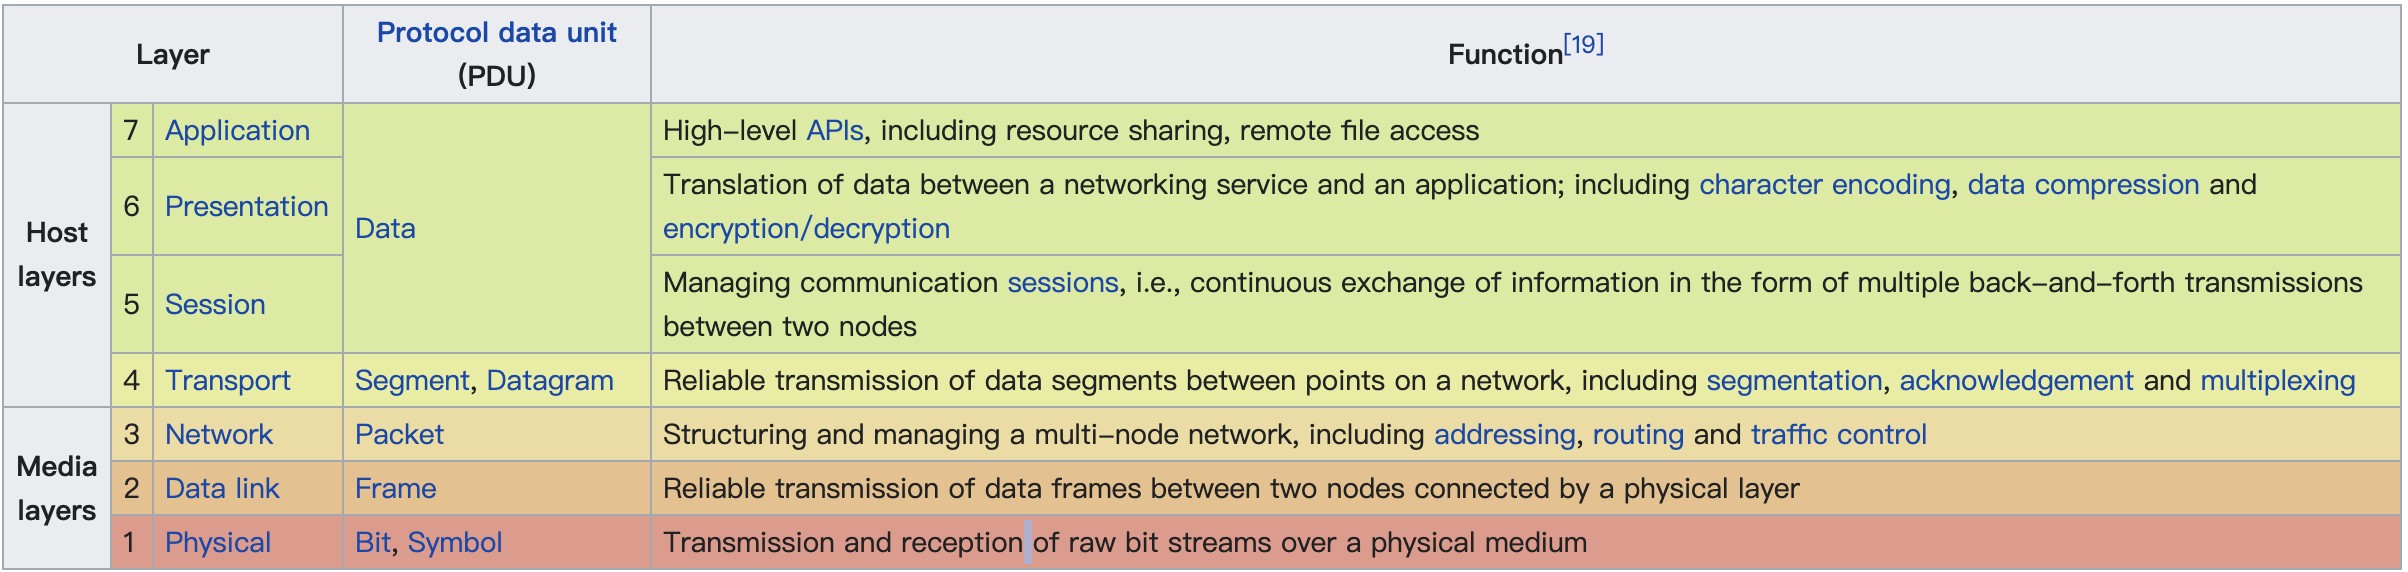 Layer
Protocol data unit
(PDU)
Function[19]
Host
layers
7 Application
Data
High–level APIs, including resource sharing, remote file access
6 Presentation
Translation of data between a networking service and an application; including character encoding, data compression and
encryption/decryption
5 Session
Managing communication sessions, i.e., continuous exchange of information in the form of multiple back–and–forth transmissions
between two nodes
4 Transport Segment, Datagram Reliable transmission of data segments between points on a network, including segmentation, acknowledgement and multiplexing
Media
layers
3 Network Packet Structuring and managing a multi–node network, including addressing, routing and traffic control
2 Data link Frame Reliable transmission of data frames between two nodes connected by a physical layer
1 Physical Bit, Symbol Transmission and reception of raw bit streams over a physical medium